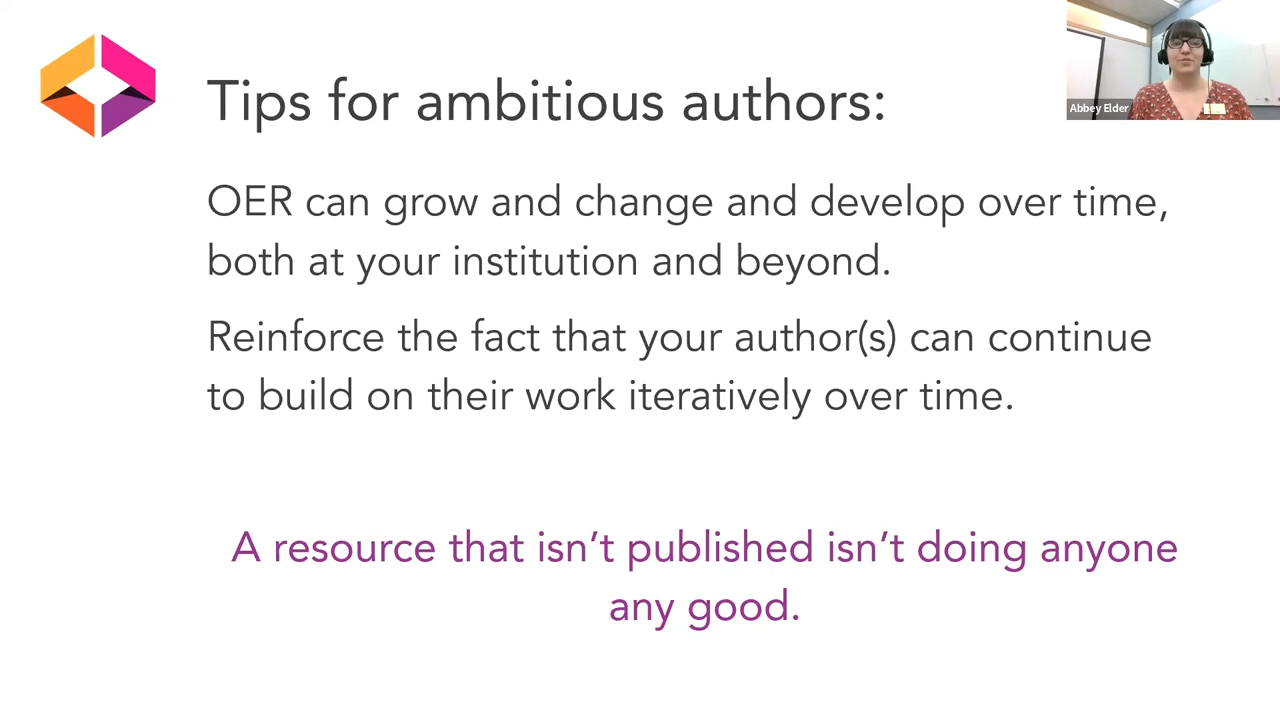 Tips for ambitious authors:
Abbey Elder
OER can grow and change and develop over time,
both at your institution and beyond.
Reinforce the fact that your author(s) can continue
to build on their work iteratively over time.
A resource that isn’t published isn’t doing anyone
any good.